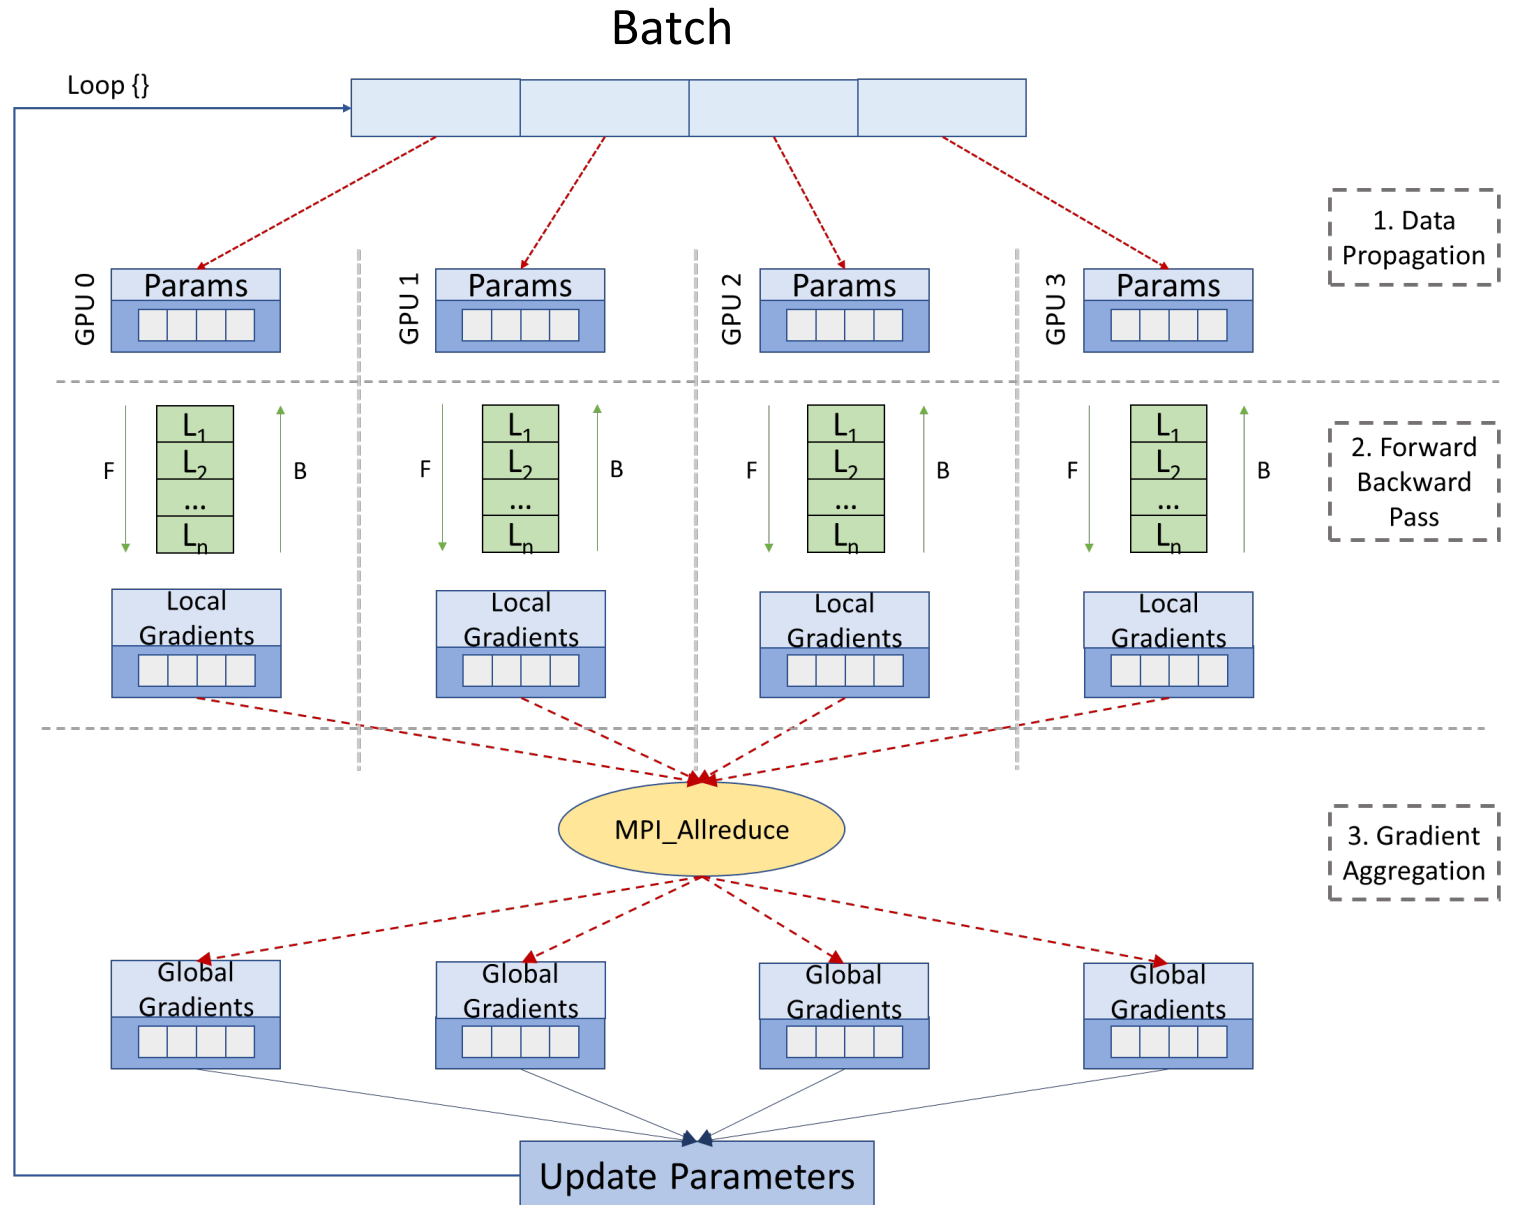 Batch
Loop {}
1. Data
Propagation
GPU 0
Params
GPU 1
Params
GPU 2
Params
GPU 3
Params
F
L1
L2
...
Ln
B
F
L1
L2
...
Ln
B
F
L1
L2
...
Ln
B
F
L1
L2
...
Ln
B
2. Forward
Backward
Pass
Local
Gradients
Local
Gradients
Local
Gradients
Local
Gradients
MPI_Allreduce
3. Gradient
Aggregation
Global
Gradients
Global
Gradients
Global
Gradients
Global
Gradients
Update Parameters